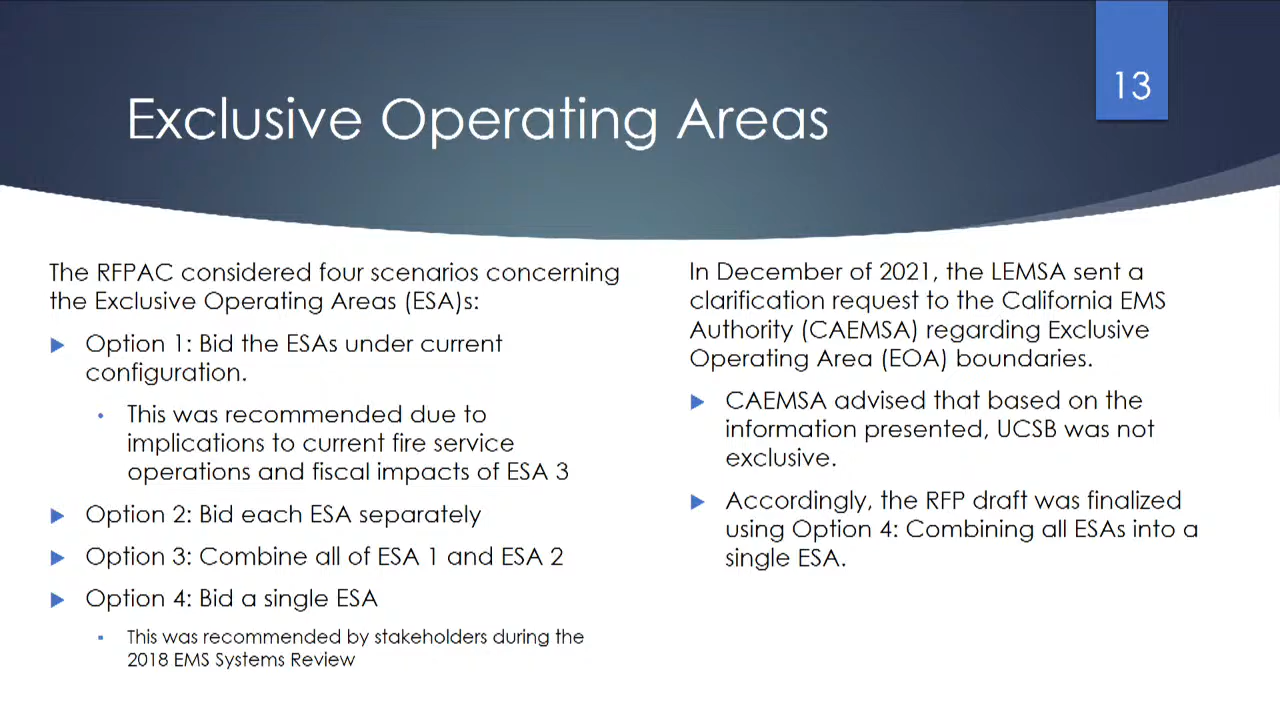 13
Exclusive Operating Areas
The RFPAC considered four scenarios concerning
the Exclusive Operating Areas (ESA)s:
Option 1: Bid the ESAs under current
configuration.
This was recommended due to
implications to current fire service
operations and fiscal impacts of ESA 3
Option 2: Bid each ESA separately
Option 3: Combine all of ESA 1 and ESA 2
Option 4: Bid a single ESA
This was recommended by stakeholders during the
2018 EMS Systems Review
In December of 2021, the LEMSA sent a
clarification request to the California EMS
Authority (CAEMSA) regarding Exclusive
Operating Area (EOA) boundaries.
CAEMSA advised that based on the
information presented, UCSB was not
exclusive.
Accordingly, the RFP draft was finalized
using Option 4: Combining all ESAs into a
single ESA.